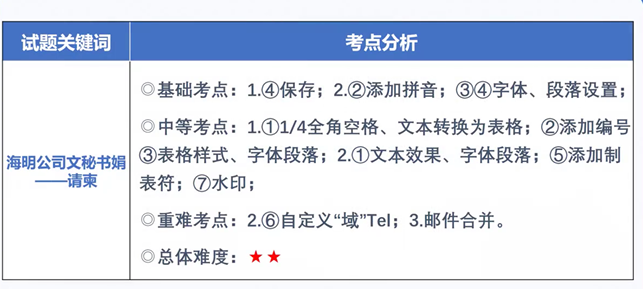 试题关键词
考点分析
海明公司文秘书娟
——请柬
◎基础考点：1.④保存；2.②添加拼音；③④字体、段落设置；
◎中等考点：1.①1/4全角空格、文本转换为表格；②添加编号
③表格样式、字体段落；2.①文本效果、字体段落；⑤添加制
表符；⑦水印；
◎重难考点：2.⑥自定义“域”Tel；3.邮件合并。
◎总体难度：★★